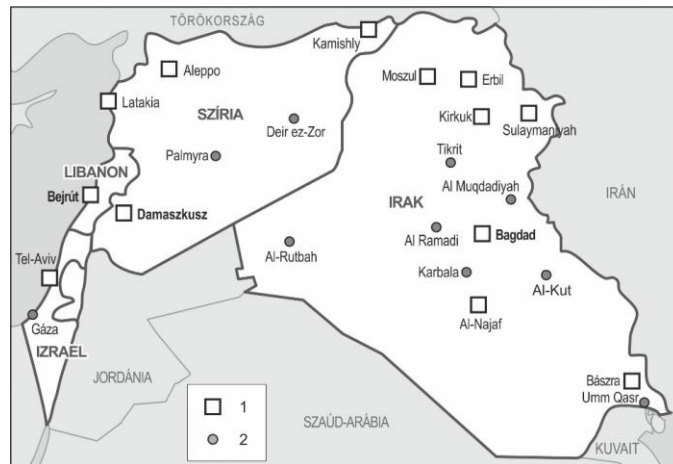 TÖRÖKORSZÁG
Kamishly
Aleppo
Moszul
Erbil
Latakia
SZÍRIA
Kirkuk
Deir ez-Zor
Sulaymaniyah
Tikrit
Palmyra
LIBANON
Al Muqdadiyah
IRÁN
Bejrút
IRAK
Damaszkusz
Al Ramadi
Bagdad
Al-Rutbah
Tel-Aviv
Karbala
Al-Kut
Gáza
Al-Najaf
IZRAEL
JORDÁNIA
Bászra
Umm Qasr
1
SZAÚD-ARÁBIA
2
KUVAIT